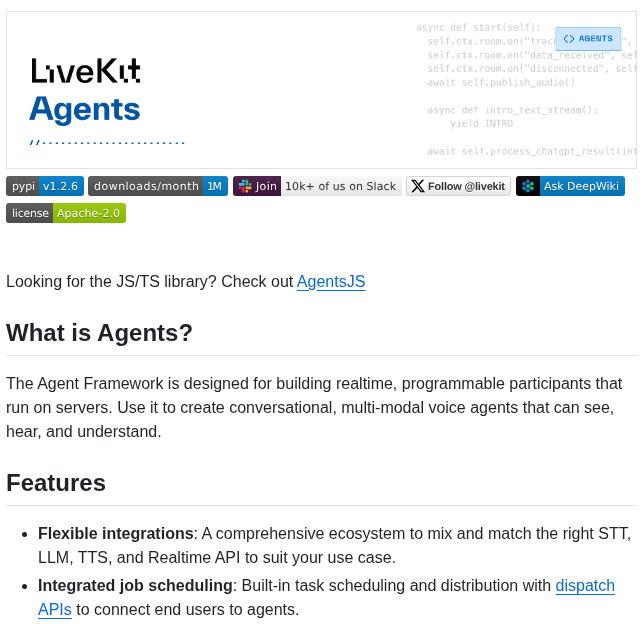 LiveKit
Agents
async def start(self):
self.ctx.room.on("trac
<> AGENTS
self.ctx.room.on("data_received", sel
self.ctx.room.on("disconnected", self
await self.publish_audio()
async def intro_text_stream():
yield INTRO
await self.process_chatgpt_result(int
pypi v1.2.6 downloads/month 1M Join 10k+ of us on Slack Follow @livekit Ask DeepWiki
license Apache-2.0
Looking for the JS/TS library? Check out AgentsJS
What is Agents?
The Agent Framework is designed for building realtime, programmable participants that
run on servers. Use it to create conversational, multi-modal voice agents that can see,
hear, and understand.
Features
• Flexible integrations: A comprehensive ecosystem to mix and match the right STT,
LLM, TTS, and Realtime API to suit your use case.
• Integrated job scheduling: Built-in task scheduling and distribution with dispatch
APIs to connect end users to agents.